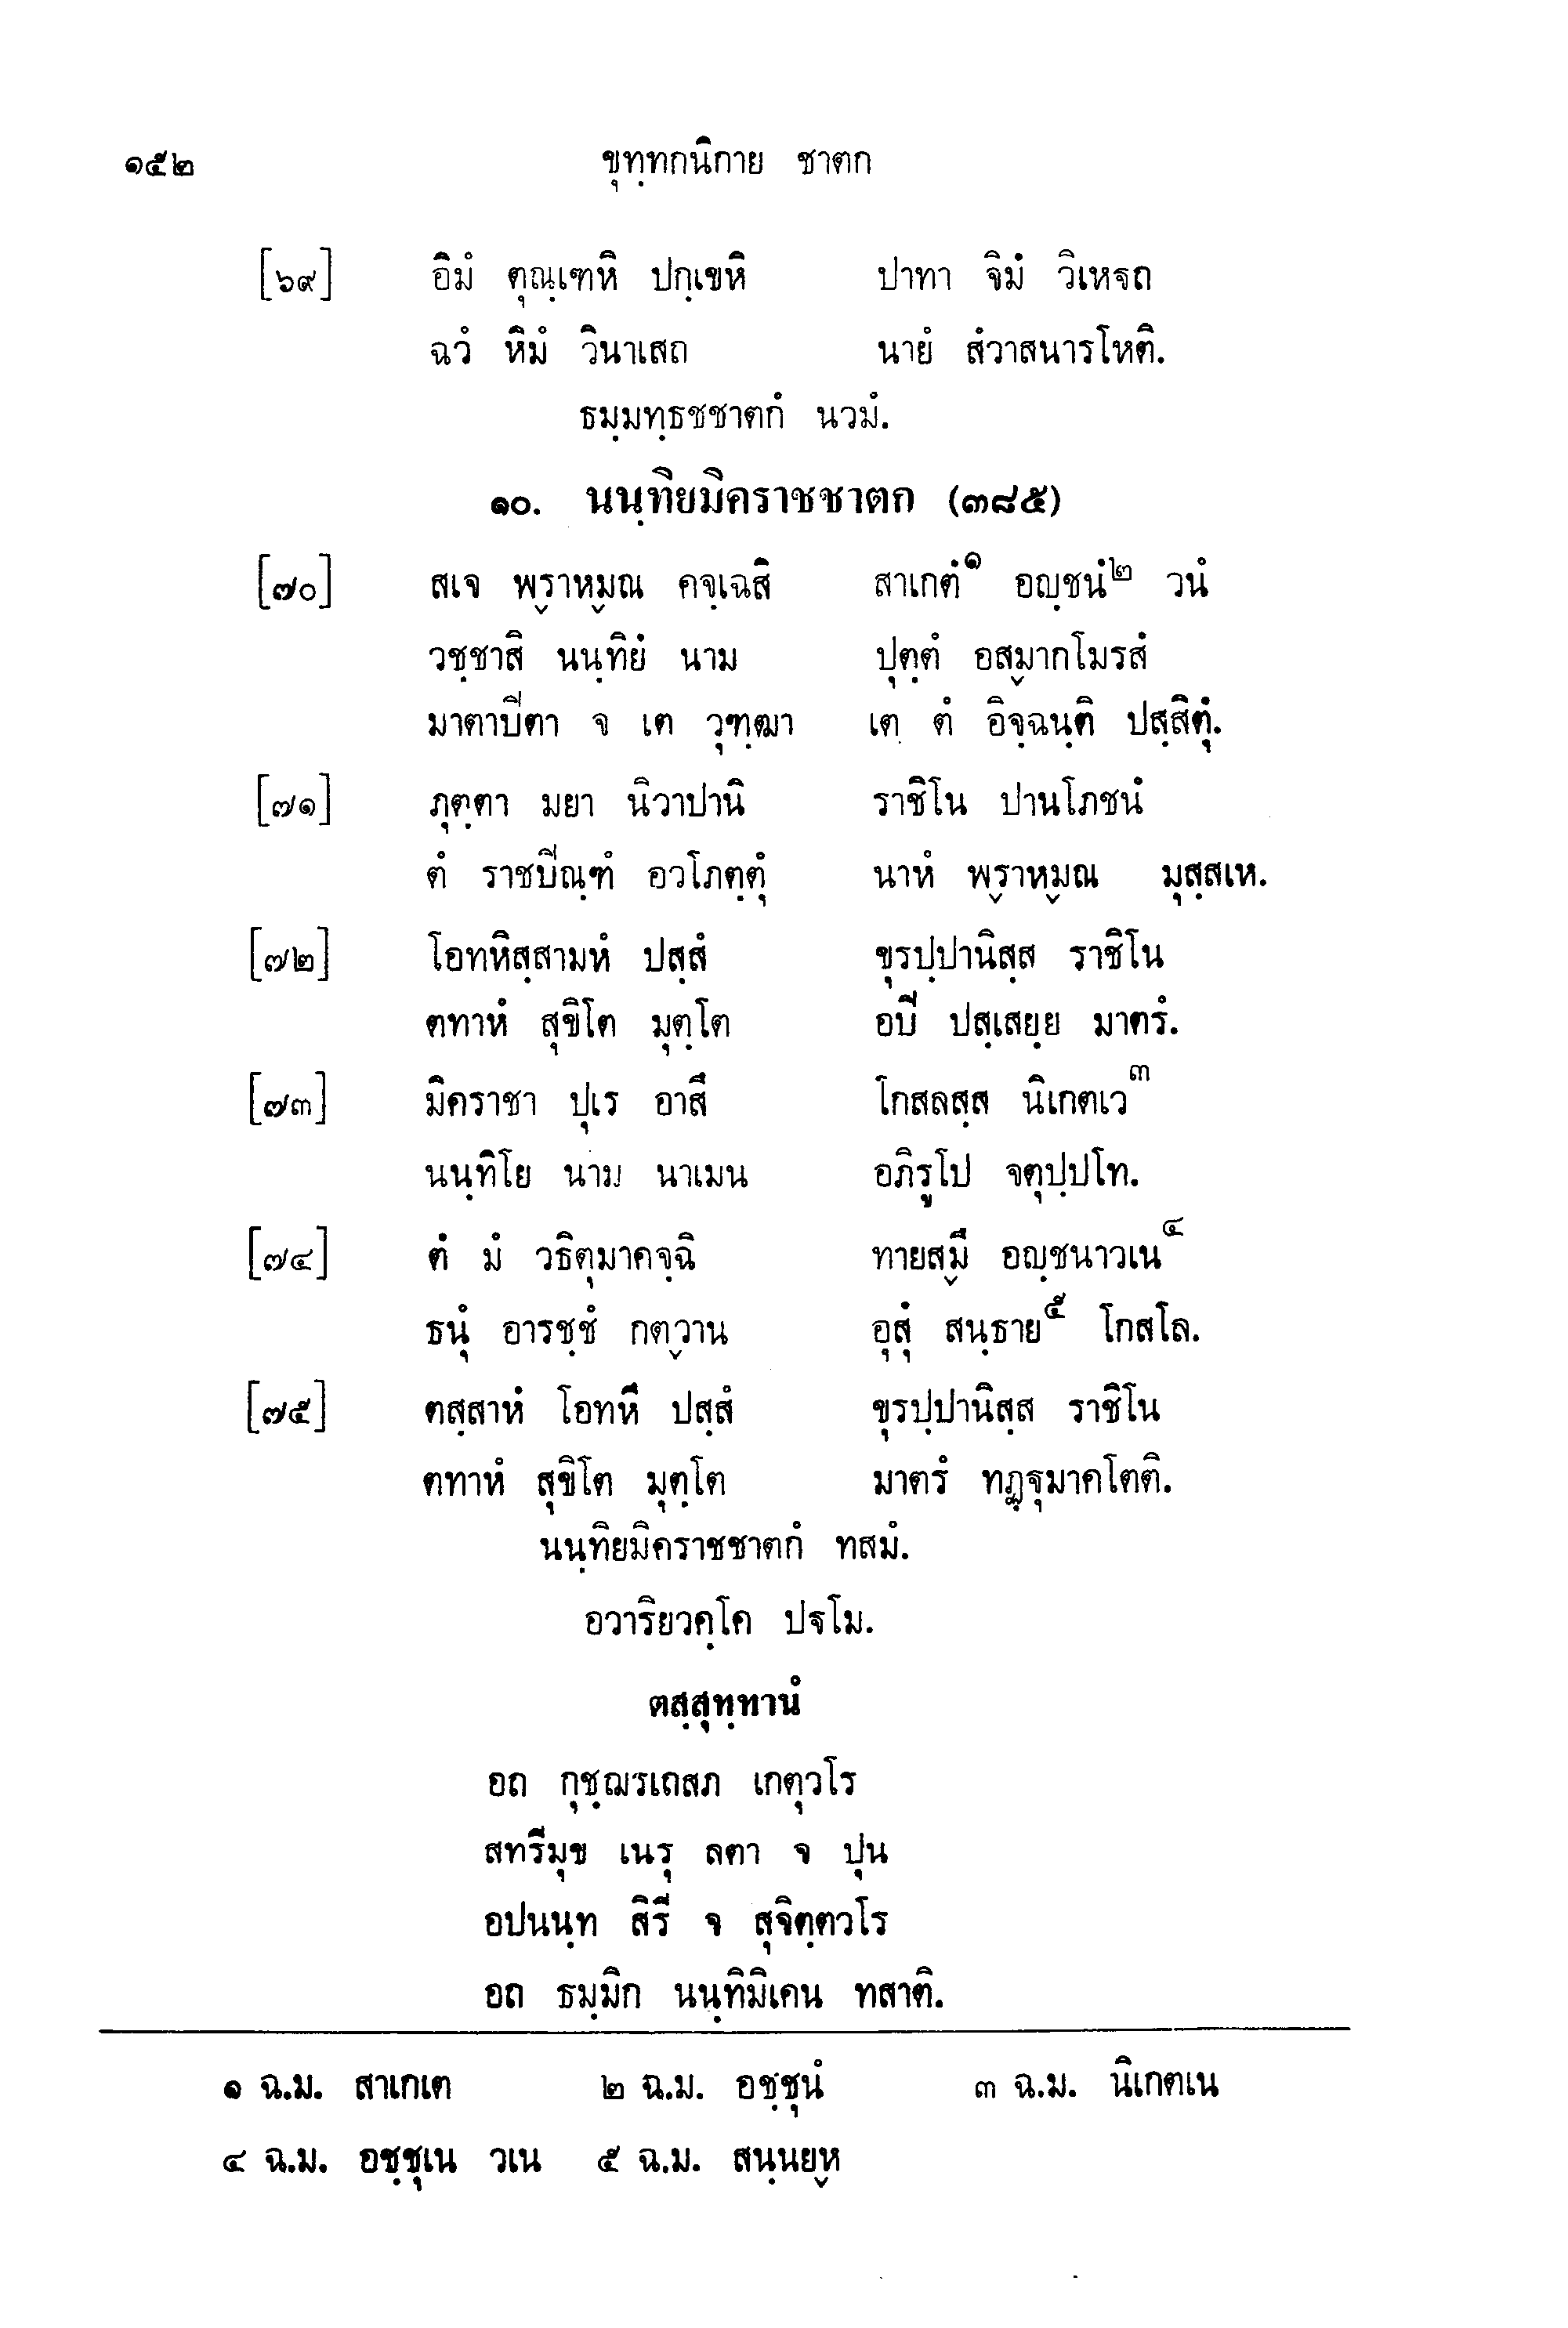 ๑๕๒ ขุทฺทกนิกาย ชาตก
[๖๙] อิมํ ตุณฺเฑหิ ปกฺเขหิ ปาทา จิมํ วิเหฐถ
ฉวํ หิมํ วินาเสถ นายํ สํวาสนารโหติ.
ธมฺมทฺธชชาตกํ นวมํ.
๑๐. นนฺทิยมิคราชชาตก (๓๘๕)
[๗๐] สเจ พฺราหฺมณ คจฺเฉสิ สาเกตํ๑ อญฺชนํ๒ วนํ
วชฺชาสิ นนฺทิยํ นาม ปุตฺตํ อสฺมากโมรสํ
มาตาปิตา จ เต วุฑฺฒา เต ตํ อิจฺฉนฺติ ปสฺสิตุํ.
[๗๑] ภุตฺตา มยา นิวาปานิ ราชิโน ปานโภชนํ
ตํ ราชปิณฺฑํ อวโภตฺตุํ นาหํ พฺราหฺมณ มุสฺสเห.
[๗๒] โอทหิสฺสามหํ ปสฺสํ ขุรปฺปานิสฺส ราชิโน
ตทาหํ สุขิโต มุตฺโต อปิ ปสฺเสยฺย มาตรํ.
[๗๓] มิคราชา ปุเร อาสึ โกสลสฺส นิเกตเว๓
นนฺทิโย นาม นาเมน อภิรูโป จตุปฺปโท.
[๗๔] ตํ มํ วธิตุมาคจฺฉิ ทายสฺมึ อญฺชนาวเน๔
ธนุํ อารชฺชํ กตฺวาน อุสุํ สนฺธาย๕ โกสโล.
[๗๕] ตสฺสาหํ โอทหึ ปสฺสํ ขุรปฺปานิสฺส ราชิโน
ตทาหํ สุขิโต มุตฺโต มาตรํ ทฏฺฐุมาคโตติ.
นนฺทิยมิคราชชาตกํ ทสมํ.
อวาริยวคฺโค ปฐโม.
ตสฺสุทฺทานํ
อถ กุชฺฌรเถสภ เกตุวโร
สทรีมุข เนรุ ลตา จ ปุน
อปนนฺท สิรี จ สุจิตฺตวโร
อถ ธมฺมิก นนฺทิมิเคน ทสาติ.
๑ ฉ.ม. สาเกเต ๒ ฉ.ม. อชฺชุนํ ๓ ฉ.ม. นิเกตเน
๔ ฉ.ม. อชฺชุเน วเน ๕ ฉ.ม. สนฺนยฺห